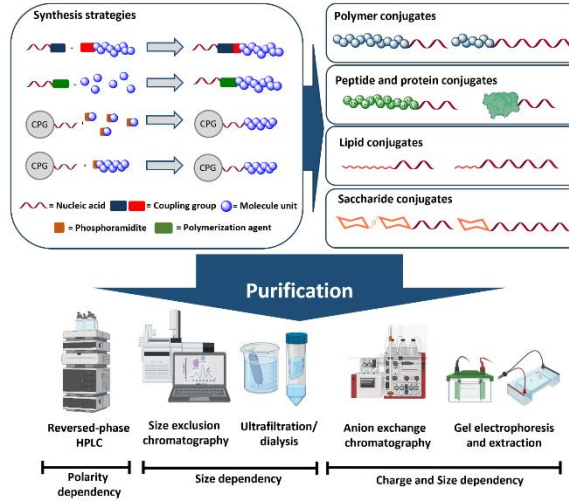 Synthesis strategies
+
+
CPG
+
CPG
CPG
+
CPG
= Nucleic acid
= Coupling group
= Molecule unit
= Phosphoramidite
= Polymerization agent
Polymer conjugates
Peptide and protein conjugates
Lipid conjugates
Saccharide conjugates
Purification
Reversed-phase
HPLC
Size exclusion
chromatography
Ultrafiltration/
dialysis
Anion exchange
chromatography
Gel electrophoresis
and extraction
Polarity
dependency
Size dependency
Charge and Size dependency